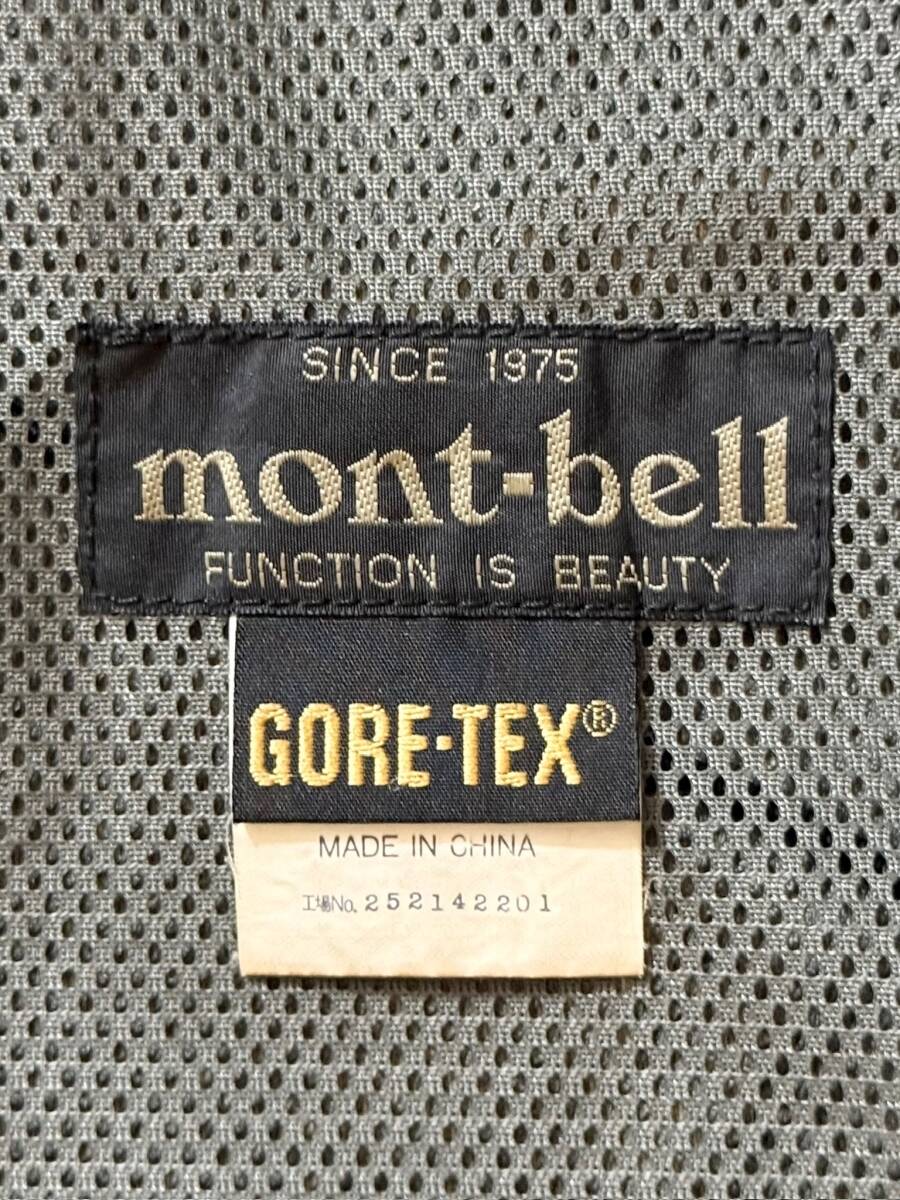 SINCE 1975
mont-bell
FUNCTION IS BEAUTY
GORE-TEX®
MADE IN CHINA
工場No. 252142201